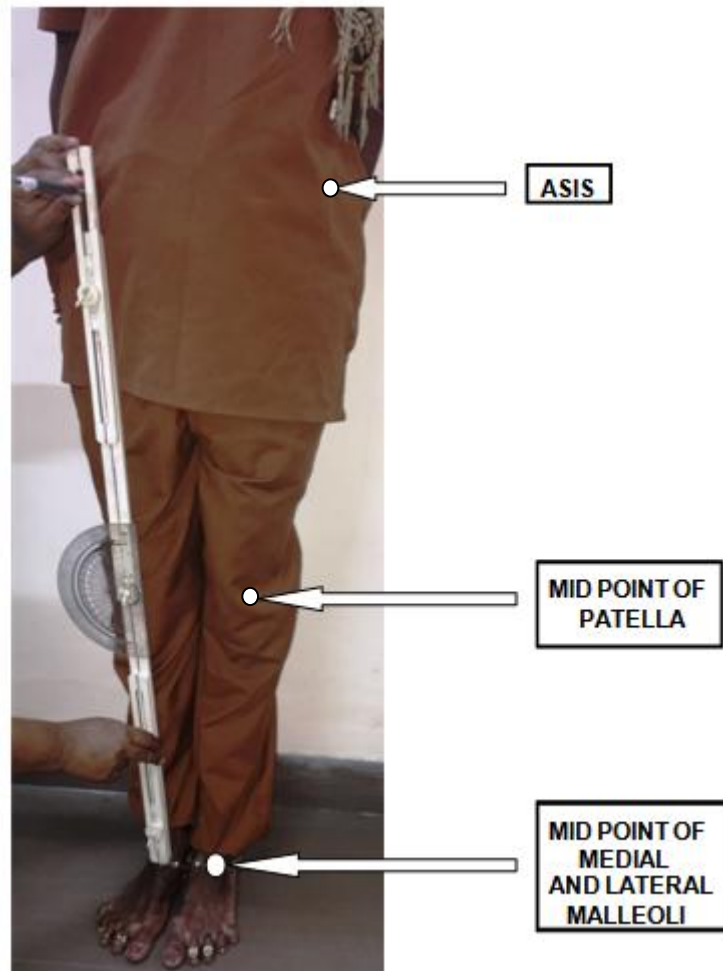 ASIS
MID POINT OF
PATELLA
MID POINT OF
MEDIAL
AND LATERAL
MALLEOLI